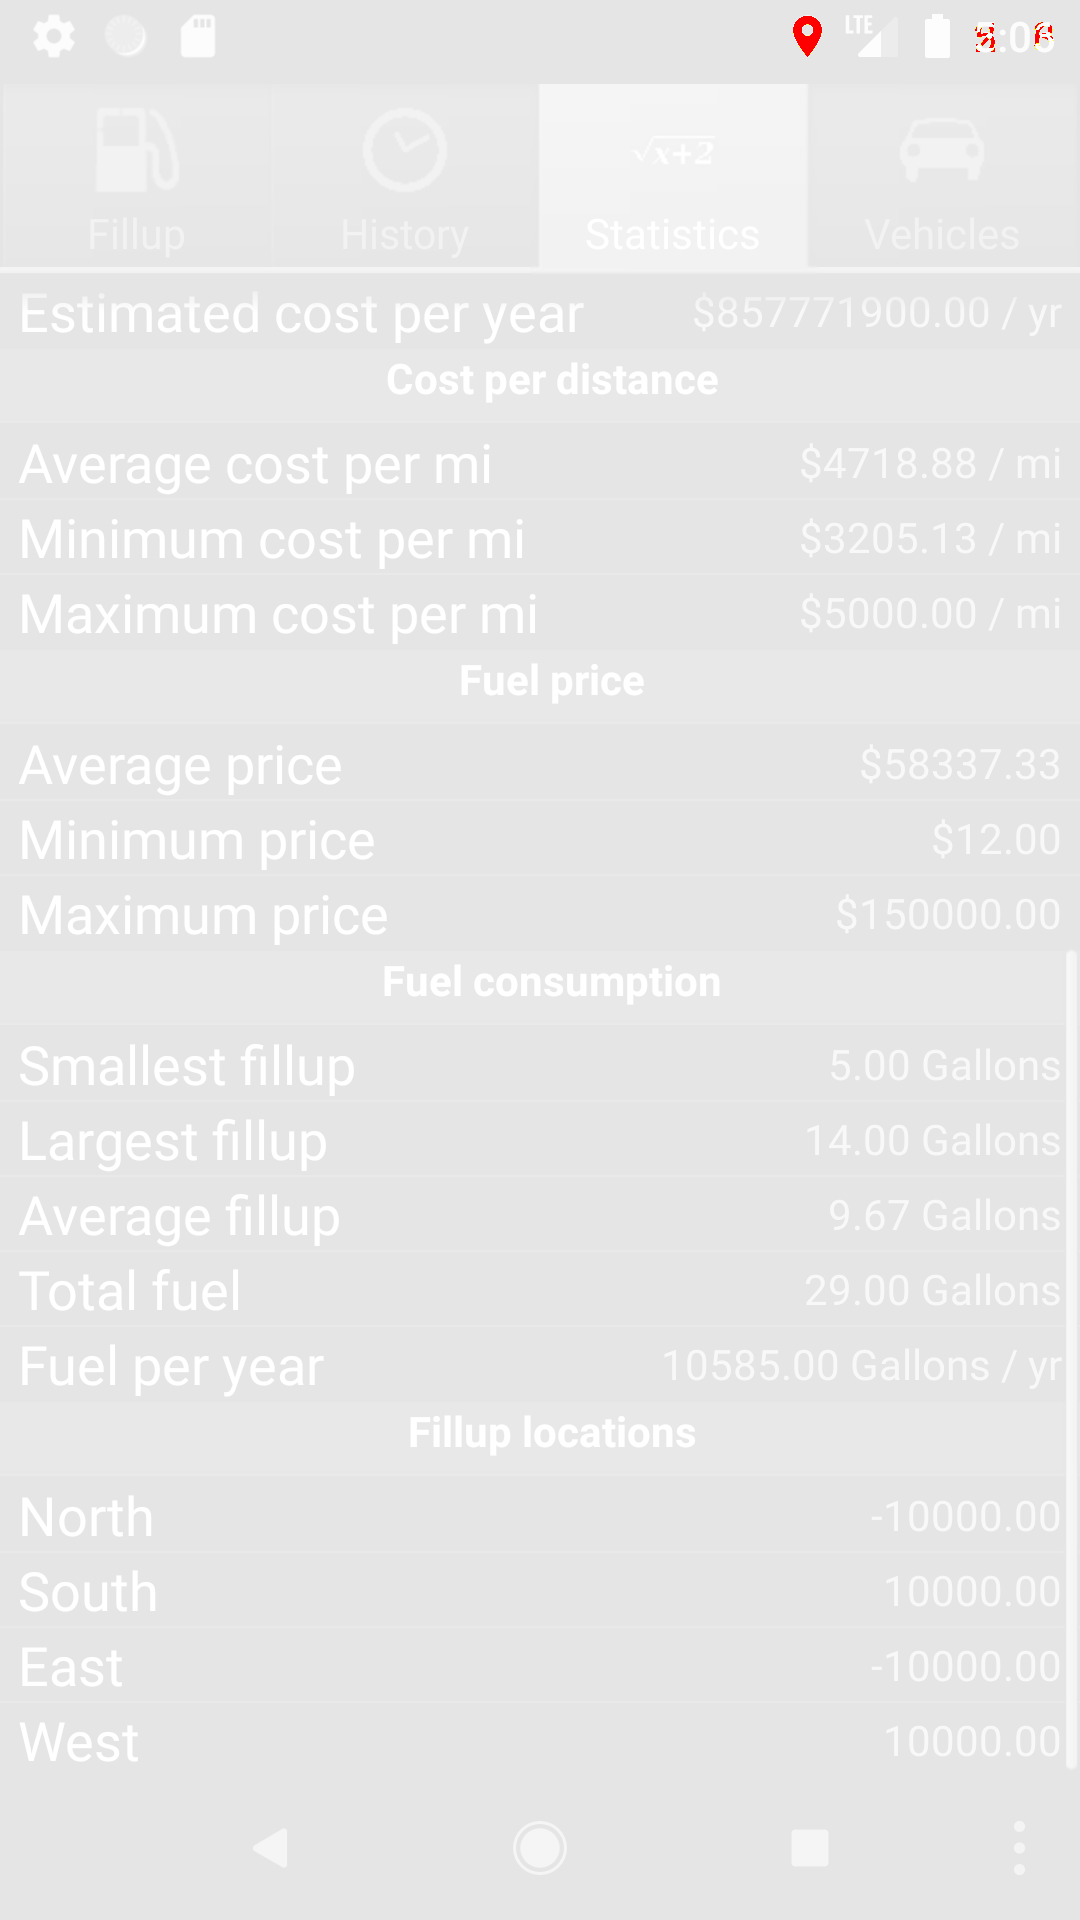 LTE
Fillup History √x+2 Statistics Vehicles
Estimated cost per year $857771900.00 / yr
Cost per distance
Average cost per mi $4718.88 / mi
Minimum cost per mi $3205.13 / mi
Maximum cost per mi $5000.00 / mi
Fuel price
Average price $58337.33
Minimum price $12.00
Maximum price $150000.00
Fuel consumption
Smallest fillup 5.00 Gallons
Largest fillup 14.00 Gallons
Average fillup 9.67 Gallons
Total fuel 29.00 Gallons
Fuel per year 10585.00 Gallons / yr
Fillup locations
North -10000.00
South 10000.00
East -10000.00
West 10000.00